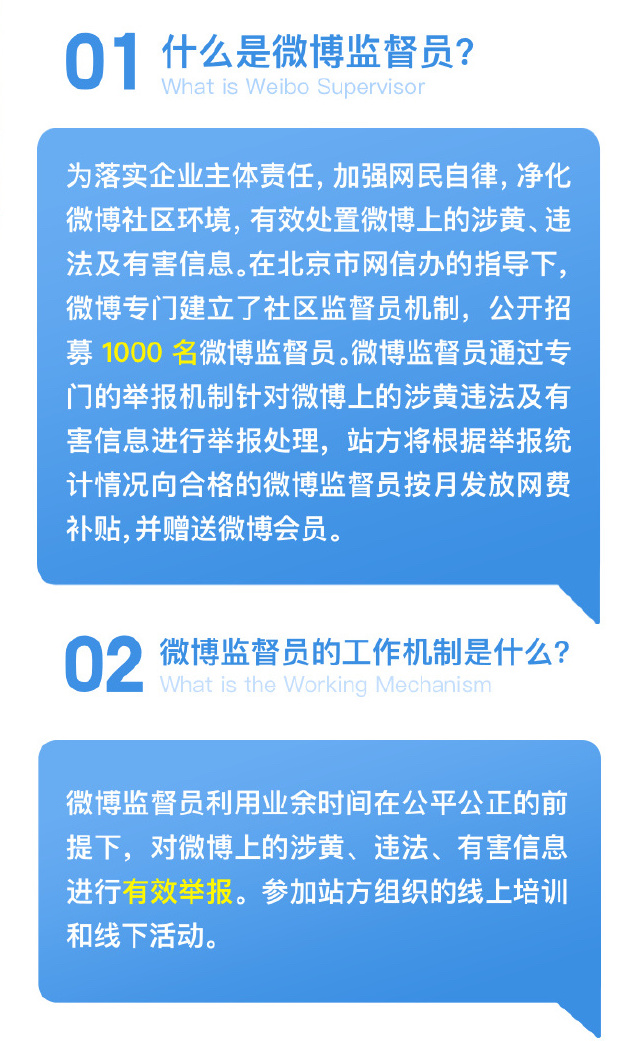 01 什么是微博监督员?
What is Weibo Supervisor
为落实企业主体责任,加强网民自律,净化
微博社区环境,有效处置微博上的涉黄、违
法及有害信息。在北京市网信办的指导下,
微博专门建立了社区监督员机制,公开招
募 1000 名微博监督员。微博监督员通过专
门的举报机制针对微博上的涉黄违法及有
害信息进行举报处理,站方将根据举报统
计情况向合格的微博监督员按月发放网费
补贴,并赠送微博会员。
02 微博监督员的工作机制是什么?
What is the Working Mechanism
微博监督员利用业余时间在公平公正的前
提下,对微博上的涉黄、违法、有害信息
进行有效举报。参加站方组织的线上培训
和线下活动。